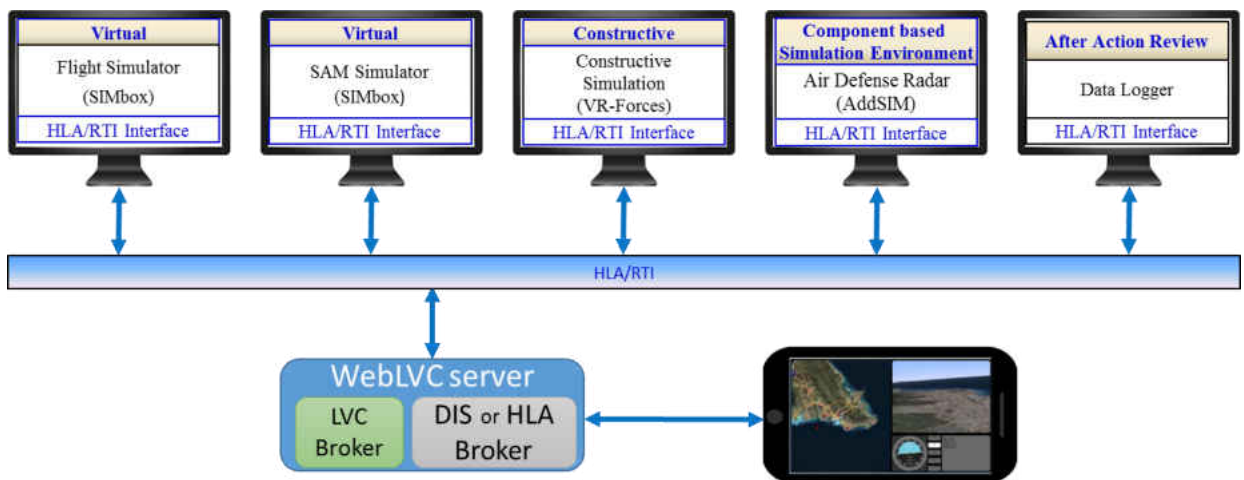 Virtual
Flight Simulator
(SIMbox)
HLA/RTI Interface
Virtual
SAM Simulator
(SIMbox)
HLA/RTI Interface
Constructive
Constructive
Simulation
(VR-Forces)
HLA/RTI Interface
Component based
Simulation Environment
Air Defense Radar
(AddSIM)
HLA/RTI Interface
After Action Review
Data Logger
HLA/RTI Interface
HLA/RTI
WebLVC server
LVC
Broker
DIS or HLA
Broker